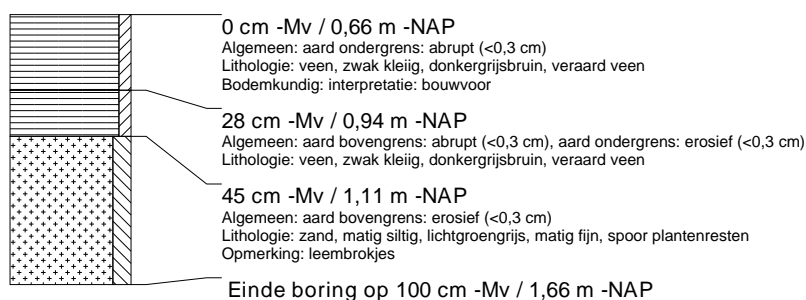 0 cm -Mv / 0,66 m -NAP
Algemeen: aard ondergrens: abrupt (<0,3 cm)
Lithologie: veen, zwak kleiig, donkergrijsbruin, veraard veen
Bodemkundig: interpretatie: bouwvoor
28 cm -Mv / 0,94 m -NAP
Algemeen: aard bovengrens: abrupt (<0,3 cm), aard ondergrens: erosief (<0,3 cm)
Lithologie: veen, zwak kleiig, donkergrijsbruin, veraard veen
45 cm -Mv / 1,11 m -NAP
Algemeen: aard bovengrens: erosief (<0,3 cm)
Lithologie: zand, matig siltig, lichtgroengrijs, matig fijn, spoor plantenresten
Opmerking: leembrokjes
Einde boring op 100 cm -Mv / 1,66 m -NAP